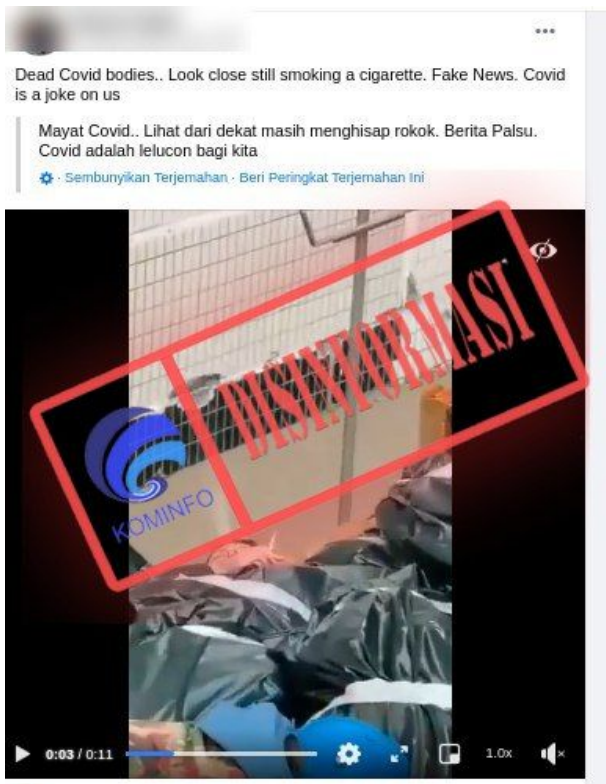 Dead Covid bodies.. Look close still smoking a cigarette. Fake News. Covid
is a joke on us
Mayat Covid.. Lihat dari dekat masih menghisap rokok. Berita Palsu.
Covid adalah lelucon bagi kita
· Sembunyikan Terjemahan · Beri Peringkat Terjemahan Ini
DISINFORMASI
KOMINFO
0:03 / 0:11
1.0x